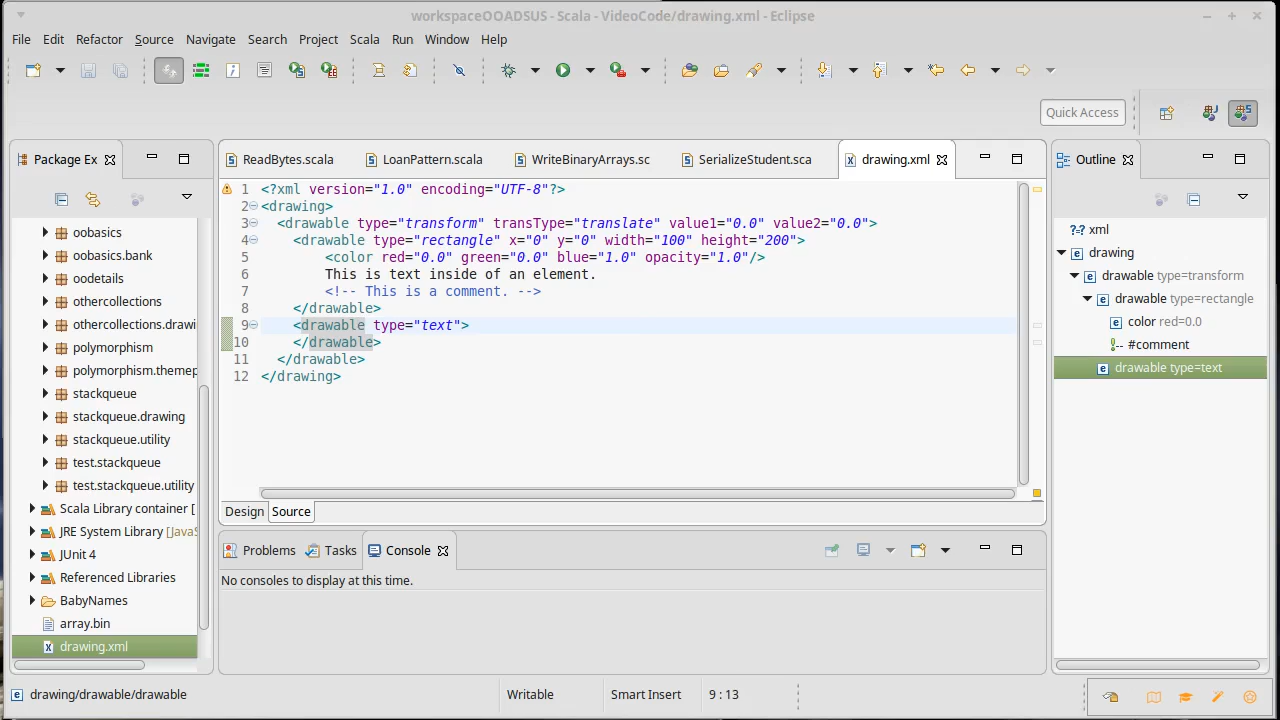 workspaceOOADSUS - Scala - VideoCode/drawing.xml - Eclipse
File Edit Refactor Source Navigate Search Project Scala Run Window Help
Quick Access
Package Ex
ReadBytes.scala LoanPattern.scala WriteBinaryArrays.sc SerializeStudent.sca drawing.xml
Outline
1 <?xml version="1.0" encoding="UTF-8"?>
2 <drawing>
3 <drawable type="transform" transType="translate" value1="0.0" value2="0.0">
4 <drawable type="rectangle" x="0" y="0" width="100" height="200">
5 <color red="0.0" green="0.0" blue="1.0" opacity="1.0"/>
6 This is text inside of an element.
7 <!-- This is a comment. -->
8 </drawable>
9 <drawable type="text">
10 </drawable>
11 </drawable>
12 </drawing>
Design Source
oobasics
oobasics.bank
oodetails
othercollections
othercollections.drawi
polymorphism
polymorphism.themep
stackqueue
stackqueue.drawing
stackqueue.utility
test.stackqueue
test.stackqueue.utility
Scala Library container [
JRE System Library [JavaS
JUnit 4
Referenced Libraries
BabyNames
array.bin
drawing.xml
?=? xml
drawing
drawable type=transform
drawable type=rectangle
color red=0.0
#comment
drawable type=text
Problems Tasks Console
No consoles to display at this time.
drawing/drawable/drawable Writable Smart Insert 9 : 13